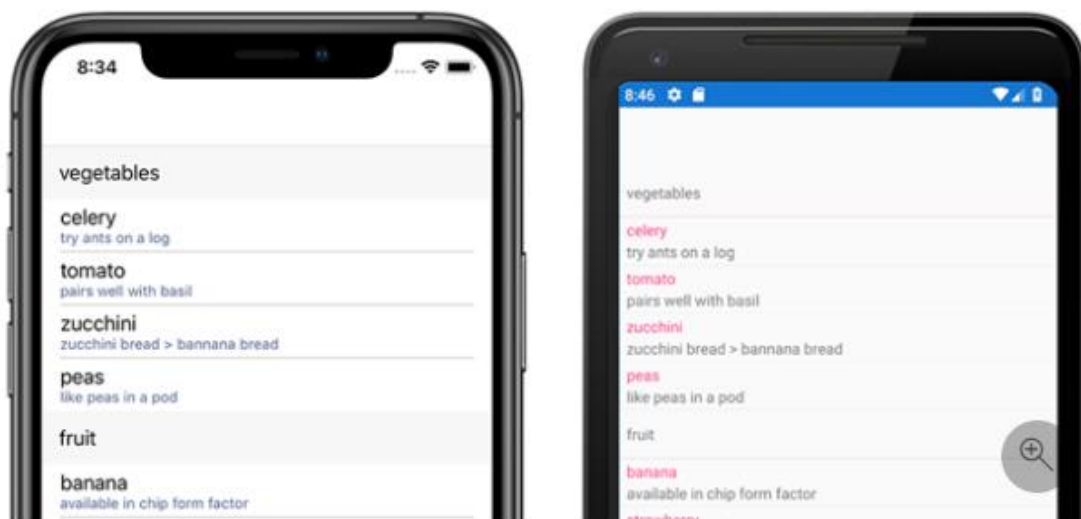 8:34
vegetables
celery
try ants on a log
tomato
pairs well with basil
zucchini
zucchini bread > bannana bread
peas
like peas in a pod
fruit
banana
available in chip form factor
8:46
vegetables
celery
try ants on a log
tomato
pairs well with basil
zucchini
zucchini bread > bannana bread
peas
like peas in a pod
fruit
banana
available in chip form factor
strawberry